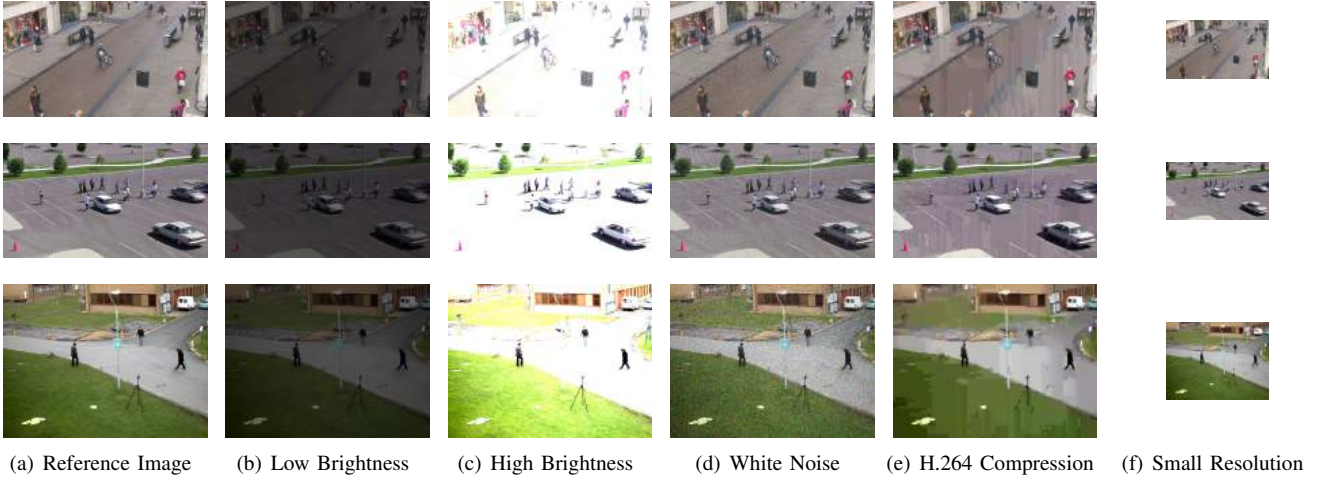 (a) Reference Image
(b) Low Brightness
(c) High Brightness
(d) White Noise
(e) H.264 Compression
(f) Small Resolution